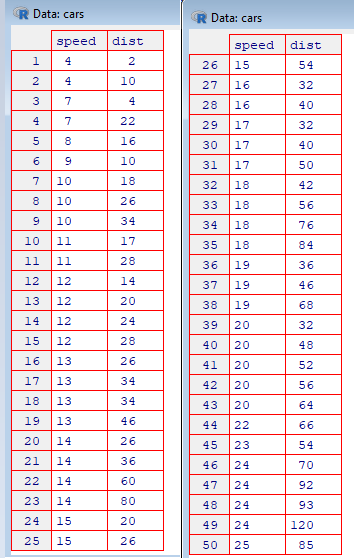 Data: cars
speed dist
1 4 2
2 4 10
3 7 4
4 7 22
5 8 16
6 9 10
7 10 18
8 10 26
9 10 34
10 11 17
11 11 28
12 12 14
13 12 20
14 12 24
15 12 28
16 13 26
17 13 34
18 13 34
19 13 46
20 14 26
21 14 36
22 14 60
23 14 80
24 15 20
25 15 26
Data: cars
speed dist
26 15 54
27 16 32
28 16 40
29 17 32
30 17 40
31 17 50
32 18 42
33 18 56
34 18 76
35 18 84
36 19 36
37 19 46
38 19 68
39 20 32
40 20 48
41 20 52
42 20 56
43 20 64
44 22 66
45 23 54
46 24 70
47 24 92
48 24 93
49 24 120
50 25 85